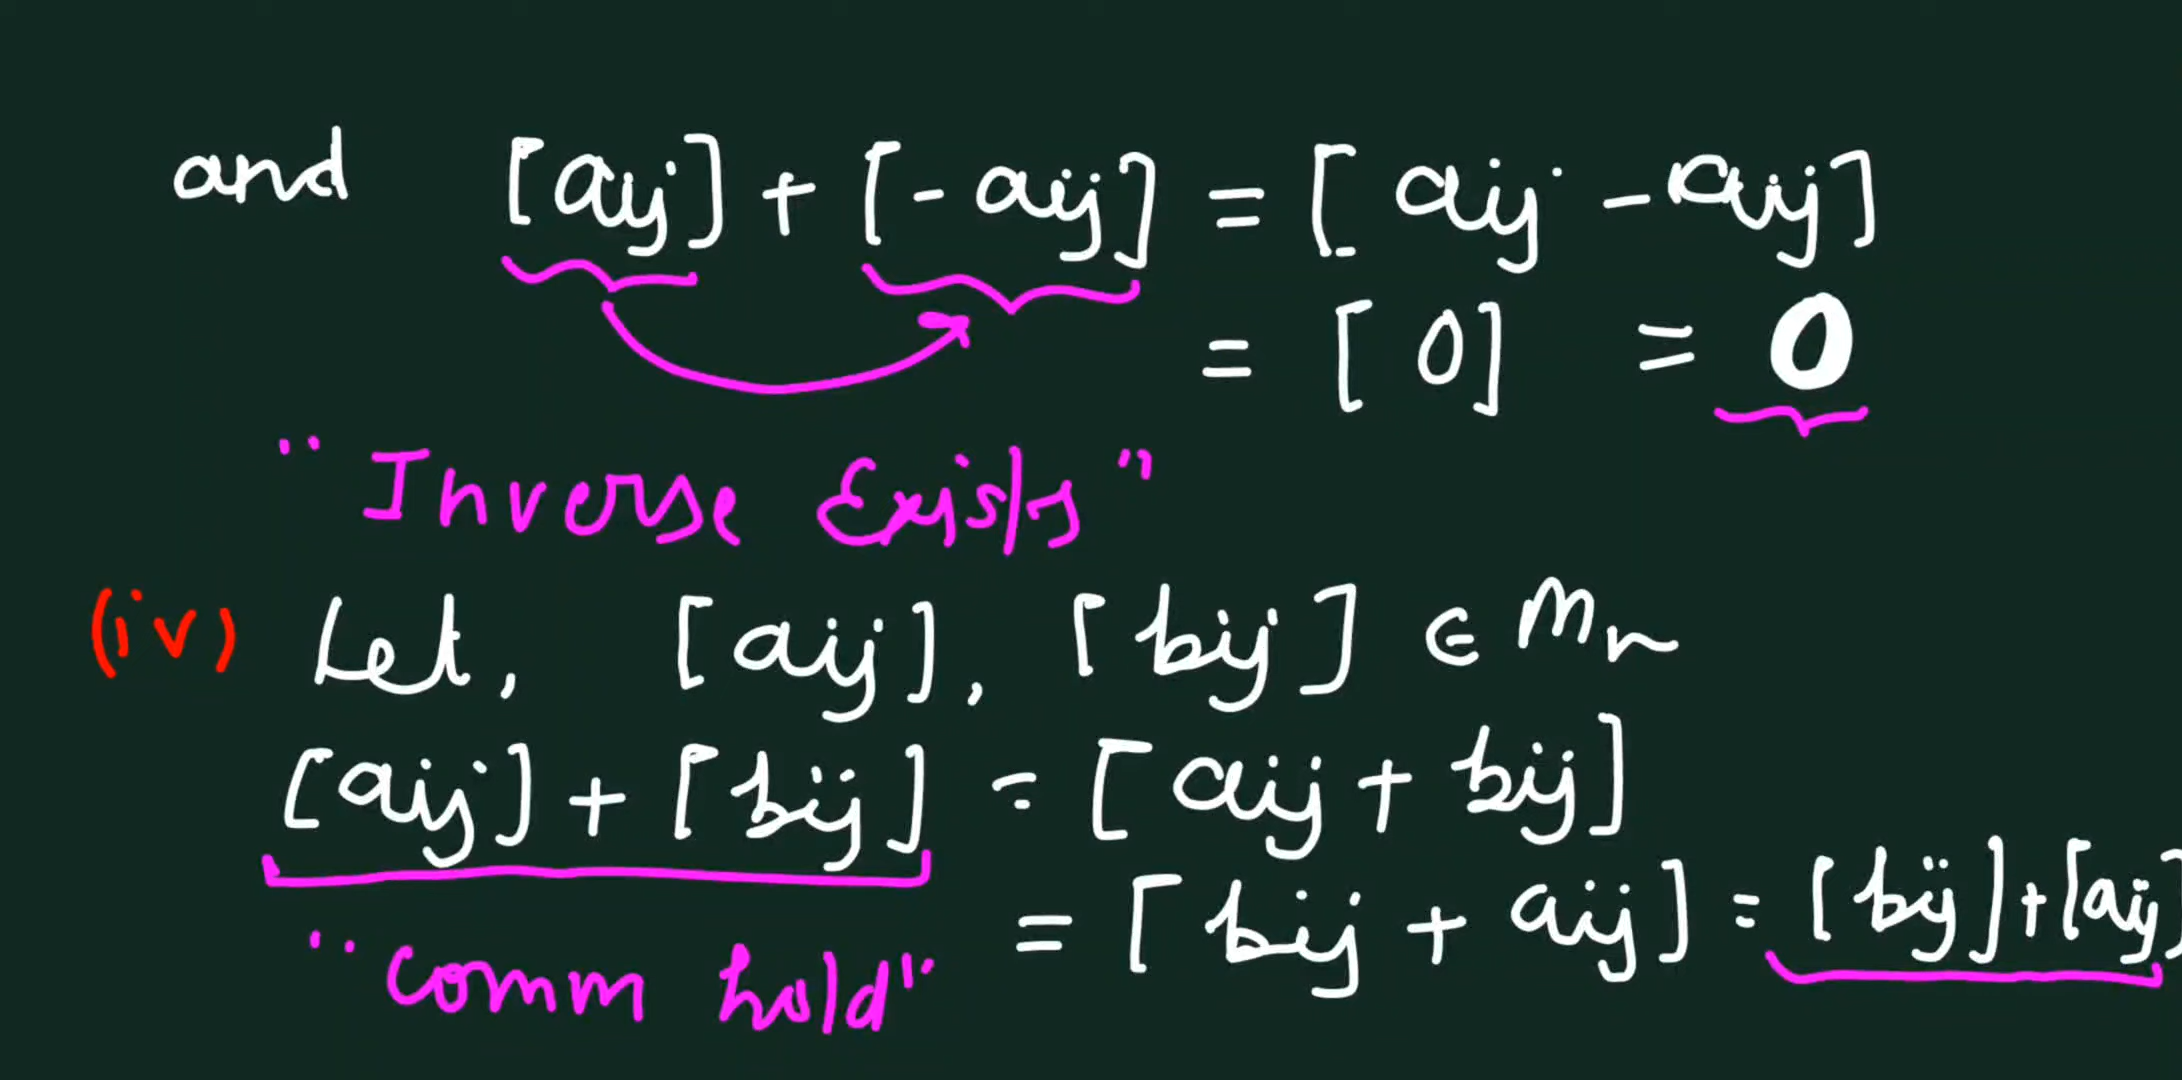 and [aij] + [-aij] = [aij - aij]
= [0] = 0
"Inverse Exists"
(iv) Let, [aij], [bij] ∈ Mn
[aij] + [bij] = [aij + bij]
= [bij + aij] = [bij] + [aij]
"comm hold"